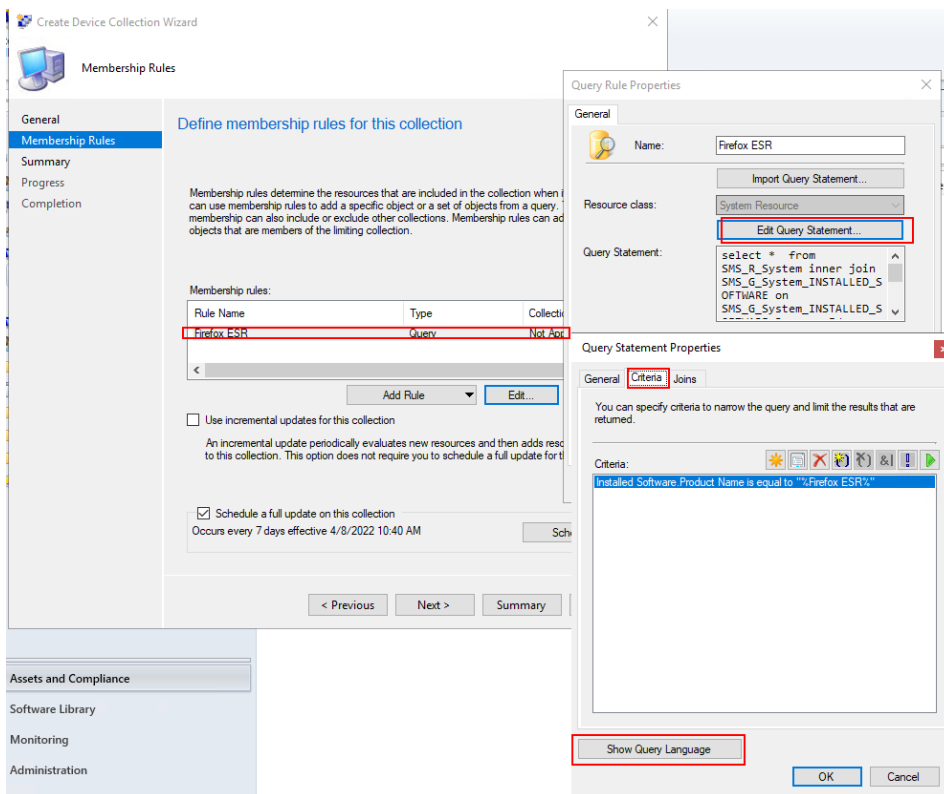 Create Device Collection Wizard
Membership Rules
General
Membership Rules
Summary
Progress
Completion
Define membership rules for this collection
Membership rules determine the resources that are included in the collection when
can use membership rules to add a specific object or a set of objects from a query.
membership can also include or exclude other collections. Membership rules can ad
objects that are members of the limiting collection.
Membership rules:
Rule Name Type Collectio
Firefox ESR Query Not App
Add Rule Edit...
Use incremental updates for this collection
An incremental update periodically evaluates new resources and then adds reso
to this collection. This option does not require you to schedule a full update for t
Schedule a full update on this collection
Occurs every 7 days effective 4/8/2022 10:40 AM
Sch
< Previous Next > Summary
Assets and Compliance
Software Library
Monitoring
Administration
Query Rule Properties
General
Name: Firefox ESR
Import Query Statement...
Resource class: System Resource
Edit Query Statement...
Query Statement:
select * from
SMS_R_System inner join
SMS_G_System_INSTALLED_S
OFTWARE on
SMS_G_System_INSTALLED_S
Query Statement Properties
General Criteria Joins
You can specify criteria to narrow the query and limit the results that are
returned.
Criteria:
Installed Software.Product Name is equal to "%Firefox ESR%"
Show Query Language
OK Cancel